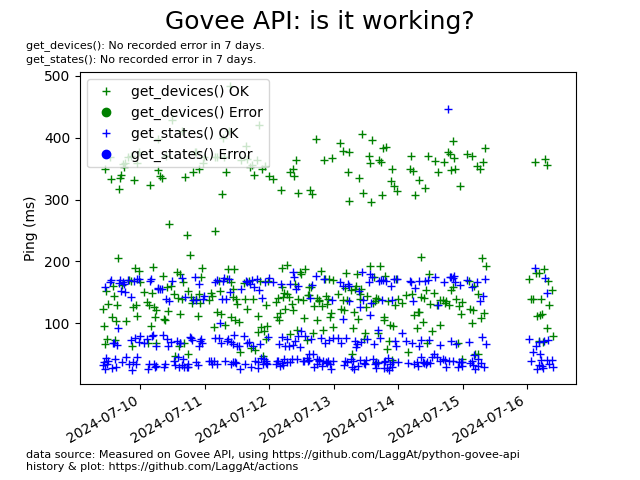 Govee API: is it working?
get_devices(): No recorded error in 7 days.
get_states(): No recorded error in 7 days.
500
400
300
200
100
Ping (ms)
get_devices() OK
get_devices() Error
get_states() OK
get_states() Error
2024-07-10
2024-07-11
2024-07-12
2024-07-13
2024-07-14
2024-07-15
2024-07-16
data source: Measured on Govee API, using https://github.com/LaggAt/python-govee-api
history & plot: https://github.com/LaggAt/actions